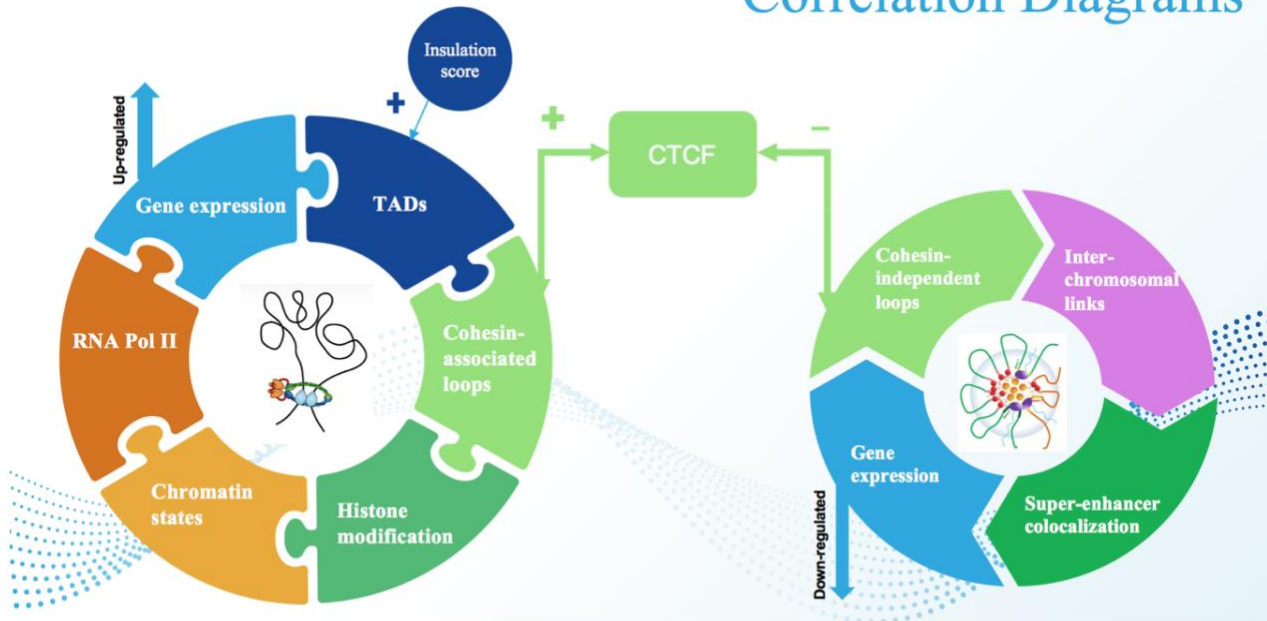 Correlation Diagrams
Insulation
score
+
Up-regulated
Gene expression
TADs
RNA Pol II
Cohesin-
associated
loops
Chromatin
states
Histone
modification
+
CTCF
−
Cohesin-
independent
loops
Inter-
chromosomal
links
Gene
expression
Super-enhancer
colocalization
Down-regulated